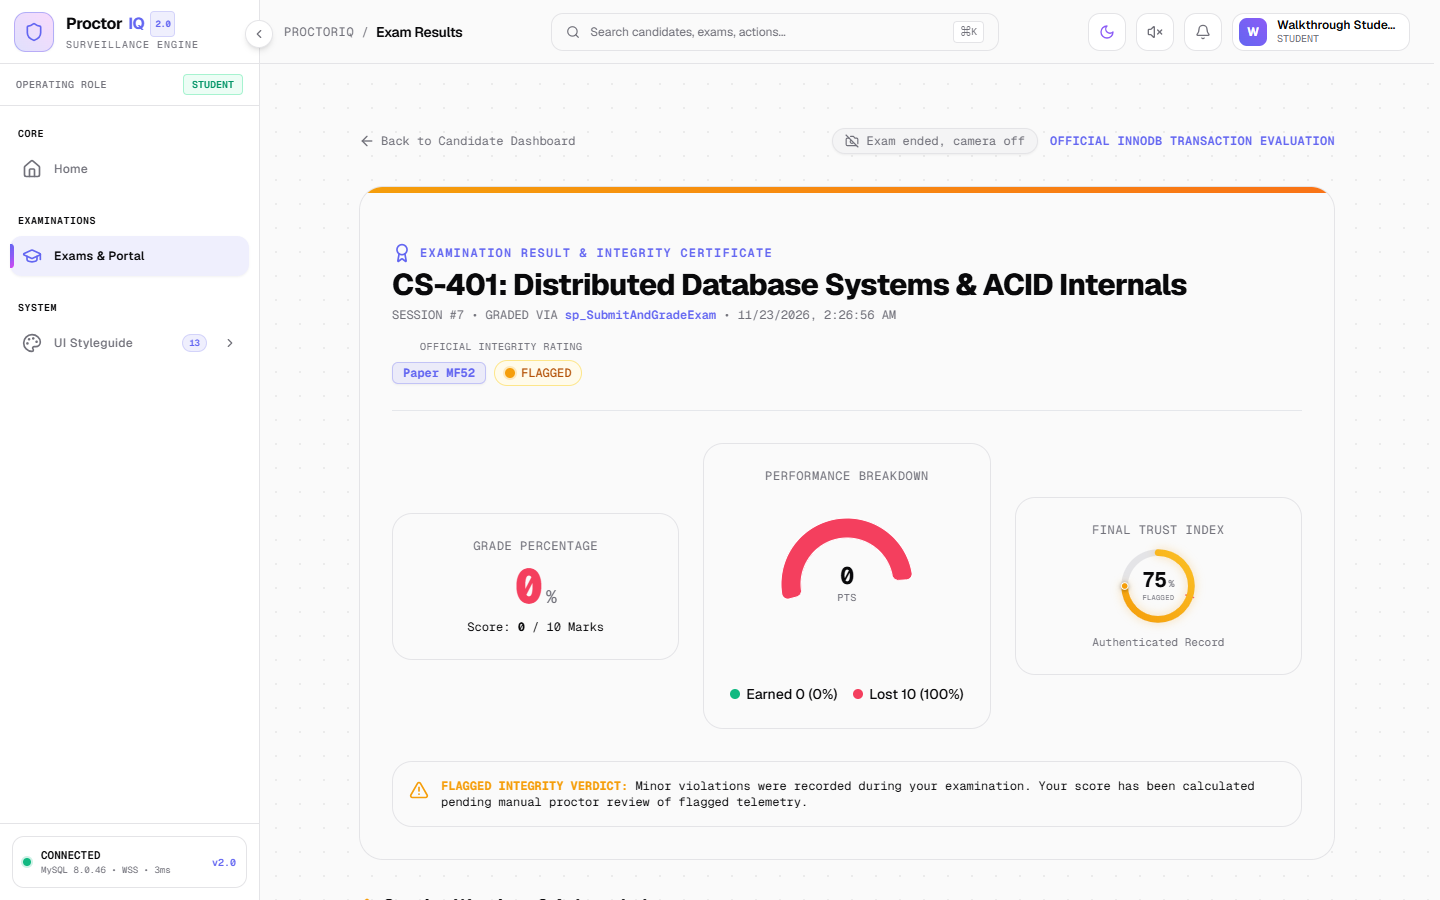 Proctor IQ 2.0
SURVEILLANCE ENGINE
PROCTORIQ / Exam Results
Search candidates, exams, actions...
⌘K
W
Walkthrough Stude...
STUDENT
OPERATING ROLE
STUDENT
CORE
Home
EXAMINATIONS
Exams & Portal
SYSTEM
UI Styleguide
13
CONNECTED
MySQL 8.0.46 • WSS • 3ms
v2.0
Back to Candidate Dashboard
Exam ended, camera off
OFFICIAL INNODB TRANSACTION EVALUATION
EXAMINATION RESULT & INTEGRITY CERTIFICATE
CS-401: Distributed Database Systems & ACID Internals
SESSION #7 • GRADED VIA sp_SubmitAndGradeExam • 11/23/2026, 2:26:56 AM
OFFICIAL INTEGRITY RATING
Paper MF52
FLAGGED
GRADE PERCENTAGE
0%
Score: 0 / 10 Marks
PERFORMANCE BREAKDOWN
0
PTS
Earned 0 (0%)
Lost 10 (100%)
FINAL TRUST INDEX
75%
FLAGGED
Authenticated Record
FLAGGED INTEGRITY VERDICT: Minor violations were recorded during your examination. Your score has been calculated
pending manual proctor review of flagged telemetry.